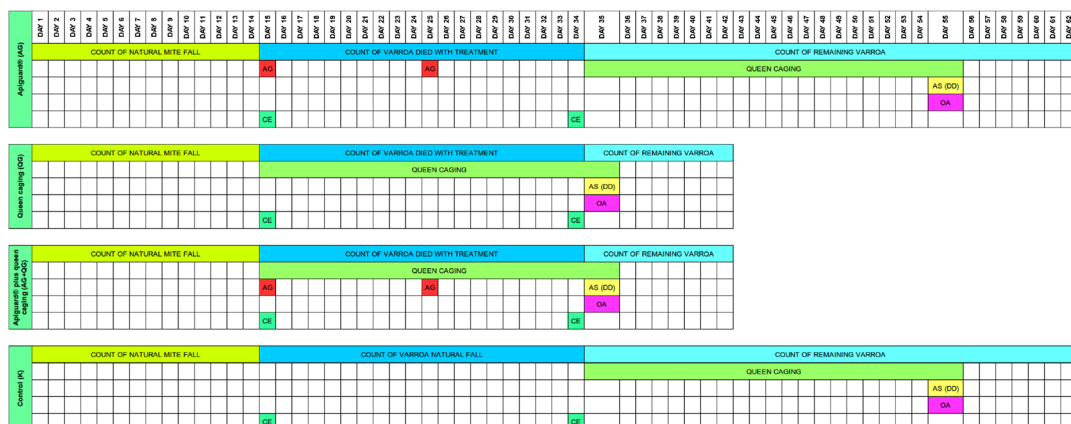 DAY 1 DAY 2 DAY 3 DAY 4 DAY 5 DAY 6 DAY 7 DAY 8 DAY 9 DAY 10 DAY 11 DAY 12 DAY 13 DAY 14 DAY 15 DAY 16 DAY 17 DAY 18 DAY 19 DAY 20 DAY 21 DAY 22 DAY 23 DAY 24 DAY 25 DAY 26 DAY 27 DAY 28 DAY 29 DAY 30 DAY 31 DAY 32 DAY 33 DAY 34 DAY 35 DAY 36 DAY 37 DAY 38 DAY 39 DAY 40 DAY 41 DAY 42 DAY 43 DAY 44 DAY 45 DAY 46 DAY 47 DAY 48 DAY 49 DAY 50 DAY 51 DAY 52 DAY 53 DAY 54 DAY 55 DAY 56 DAY 57 DAY 58 DAY 59 DAY 60 DAY 61 DAY 62
Apiguard® (AG)
COUNT OF NATURAL MITE FALL COUNT OF VARROA DIED WITH TREATMENT COUNT OF REMAINING VARROA
AG AG QUEEN CAGING
AS (DD)
OA
CE CE
Queen caging (QG)
COUNT OF NATURAL MITE FALL COUNT OF VARROA DIED WITH TREATMENT COUNT OF REMAINING VARROA
QUEEN CAGING
AS (DD)
OA
CE CE
Apiguard® plus queen
caging (AG+QG)
COUNT OF NATURAL MITE FALL COUNT OF VARROA DIED WITH TREATMENT COUNT OF REMAINING VARROA
QUEEN CAGING
AG AG AS (DD)
OA
CE CE
Control (K)
COUNT OF NATURAL MITE FALL COUNT OF VARROA NATURAL FALL COUNT OF REMAINING VARROA
QUEEN CAGING
AS (DD)
OA
CE CE